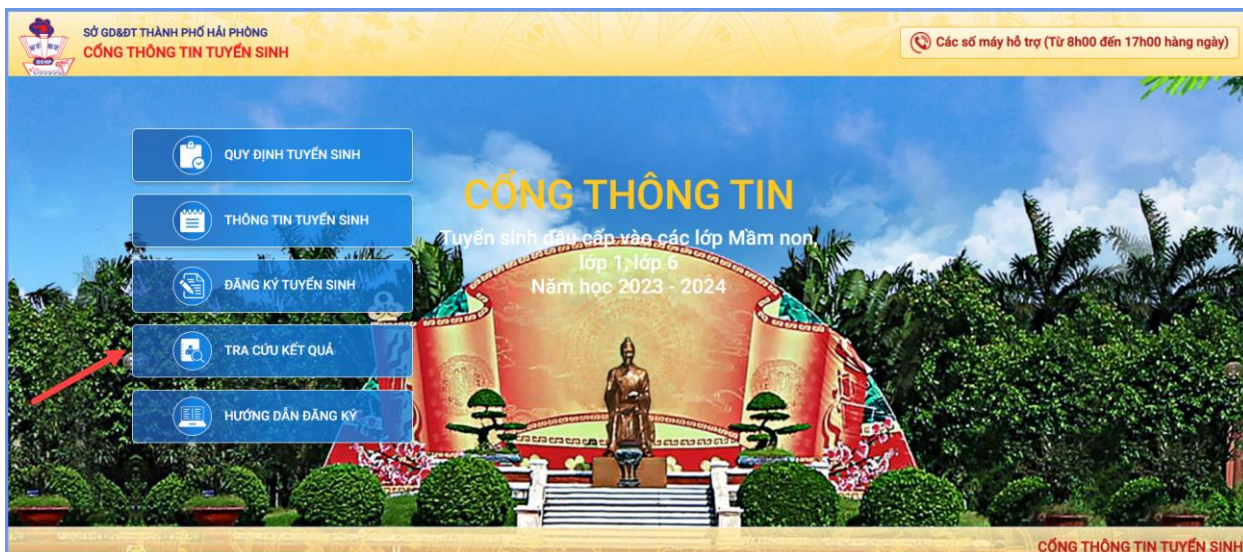 SỞ GD&ĐT THÀNH PHỐ HẢI PHÒNG
CỔNG THÔNG TIN TUYỂN SINH
Các số máy hỗ trợ (Từ 8h00 đến 17h00 hàng ngày)
QUY ĐỊNH TUYỂN SINH
THÔNG TIN TUYỂN SINH
ĐĂNG KÝ TUYỂN SINH
TRA CỨU KẾT QUẢ
HƯỚNG DẪN ĐĂNG KÝ
CỔNG THÔNG TIN
Tuyển sinh đầu cấp vào các lớp Mầm non,
lớp 1, lớp 6
Năm học 2023 - 2024
CỔNG THÔNG TIN TUYỂN SINH